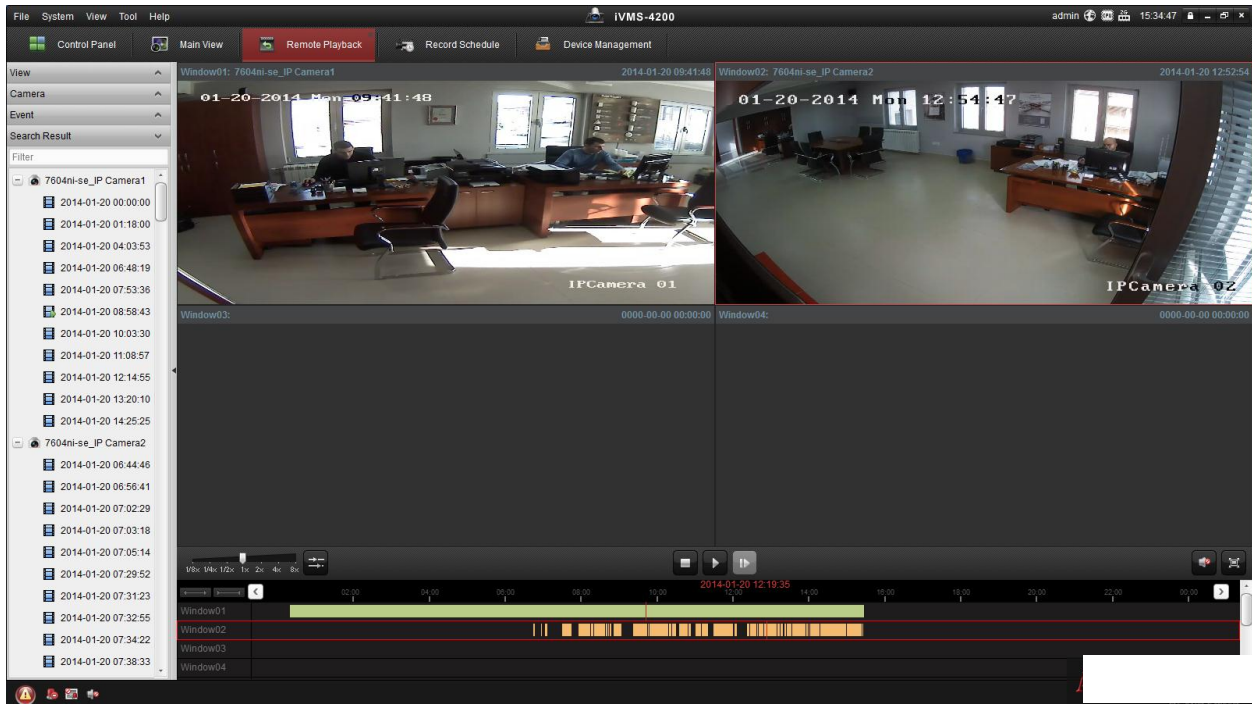 File System View Tool Help iVMS-4200 admin 15:34:47
Control Panel Main View Remote Playback Record Schedule Device Management
View
Camera
Event
Search Result
Filter
7604ni-se_IP Camera1
2014-01-20 00:00:00
2014-01-20 01:18:00
2014-01-20 04:03:53
2014-01-20 06:48:19
2014-01-20 07:53:36
2014-01-20 08:58:43
2014-01-20 10:03:30
2014-01-20 11:08:57
2014-01-20 12:14:55
2014-01-20 13:20:10
2014-01-20 14:25:25
7604ni-se_IP Camera2
2014-01-20 06:44:46
2014-01-20 06:56:41
2014-01-20 07:02:29
2014-01-20 07:03:18
2014-01-20 07:05:14
2014-01-20 07:29:52
2014-01-20 07:31:23
2014-01-20 07:32:55
2014-01-20 07:34:22
2014-01-20 07:38:33
Window01: 7604ni-se_IP Camera1 2014-01-20 09:41:48
01-20-2014 Mon 09:41:48
IPCamera 01
Window02: 7604ni-se_IP Camera2 2014-01-20 12:52:54
01-20-2014 Mon 12:54:47
IPCamera 02
Window03: 0000-00-00 00:00:00
Window04: 0000-00-00 00:00:00
1/8x 1/4x 1/2x 1x 2x 4x 8x
2014-01-20 12:19:35
02:00 04:00 06:00 08:00 10:00 12:00 14:00 16:00 18:00 20:00 22:00 00:00
Window01
Window02
Window03
Window04